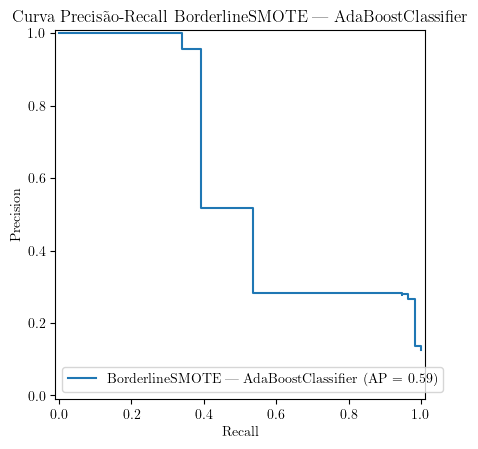 Curva Precisão-Recall BorderlineSMOTE — AdaBoostClassifier
1.0
0.8
0.6
0.4
0.2
0.0
Precision
BorderlineSMOTE — AdaBoostClassifier (AP = 0.59)
0.0 0.2 0.4 0.6 0.8 1.0
Recall